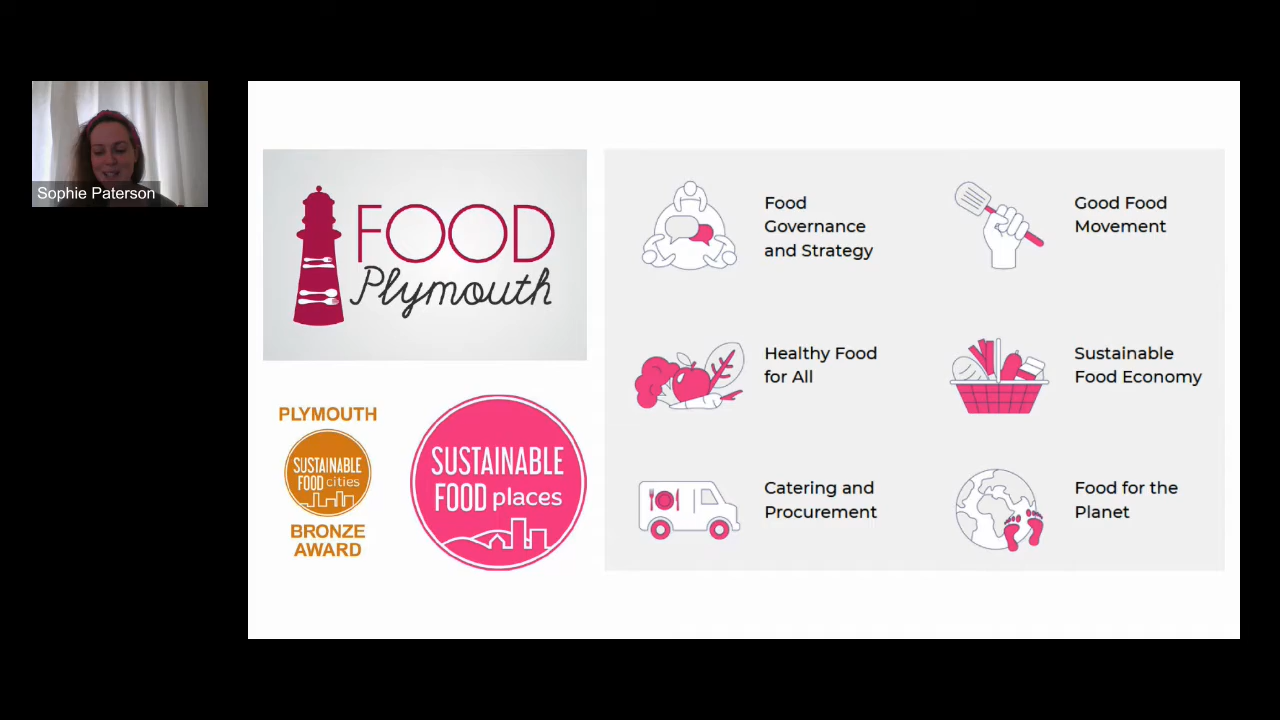 Sophie Paterson
FOOD
Plymouth
PLYMOUTH
SUSTAINABLE
FOOD cities
BRONZE
AWARD
SUSTAINABLE
FOOD places
Food
Governance
and Strategy
Good Food
Movement
Healthy Food
for All
Sustainable
Food Economy
Catering and
Procurement
Food for the
Planet